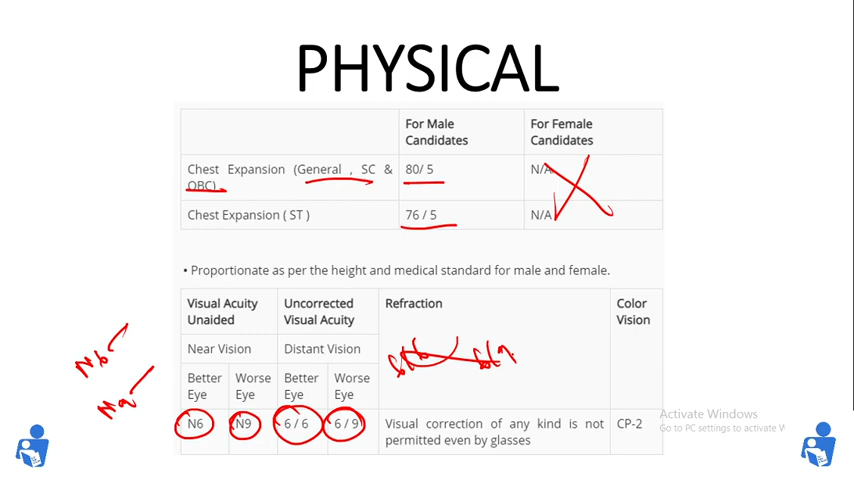 PHYSICAL
For Male Candidates
For Female Candidates
Chest Expansion (General , SC & OBC)
80/ 5
N/A
Chest Expansion ( ST )
76 / 5
N/A
• Proportionate as per the height and medical standard for male and female.
Visual Acuity Unaided
Uncorrected Visual Acuity
Refraction
Color Vision
Near Vision
Distant Vision
Better Eye
Worse Eye
Better Eye
Worse Eye
N6
N9
N6
N9
6 / 6
6 / 9
Visual correction of any kind is not permitted even by glasses
CP-2
Activate Windows
Go to PC settings to activate W